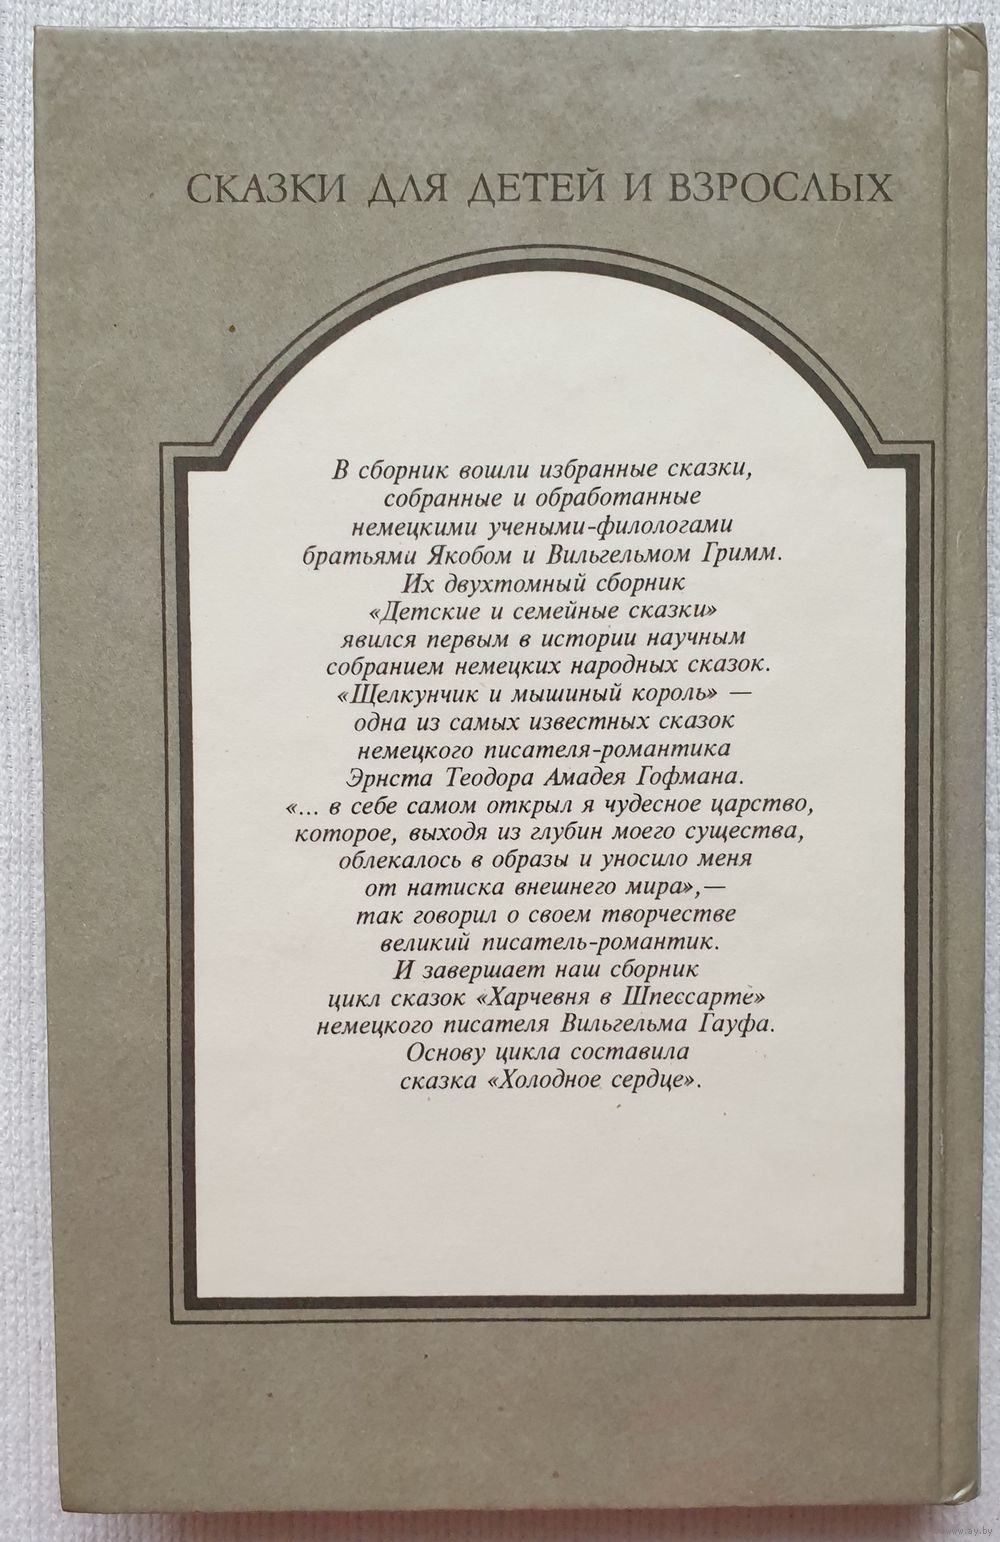 СКАЗКИ ДЛЯ ДЕТЕЙ И ВЗРОСЛЫХ
В сборник вошли избранные сказки,
собранные и обработанные
немецкими учеными-филологами
братьями Якобом и Вильгельмом Гримм.
Их двухтомный сборник
«Детские и семейные сказки»
явился первым в истории научным
собранием немецких народных сказок.
«Щелкунчик и мышиный король» —
одна из самых известных сказок
немецкого писателя-романтика
Эрнста Теодора Амадея Гофмана.
«... в себе самом открыл я чудесное царство,
которое, выходя из глубин моего существа,
облекалось в образы и уносило меня
от натиска внешнего мира»,—
так говорил о своем творчестве
великий писатель-романтик.
И завершает наш сборник
цикл сказок «Харчевня в Шпессарте»
немецкого писателя Вильгельма Гауфа.
Основу цикла составила
сказка «Холодное сердце».
www.ay.by